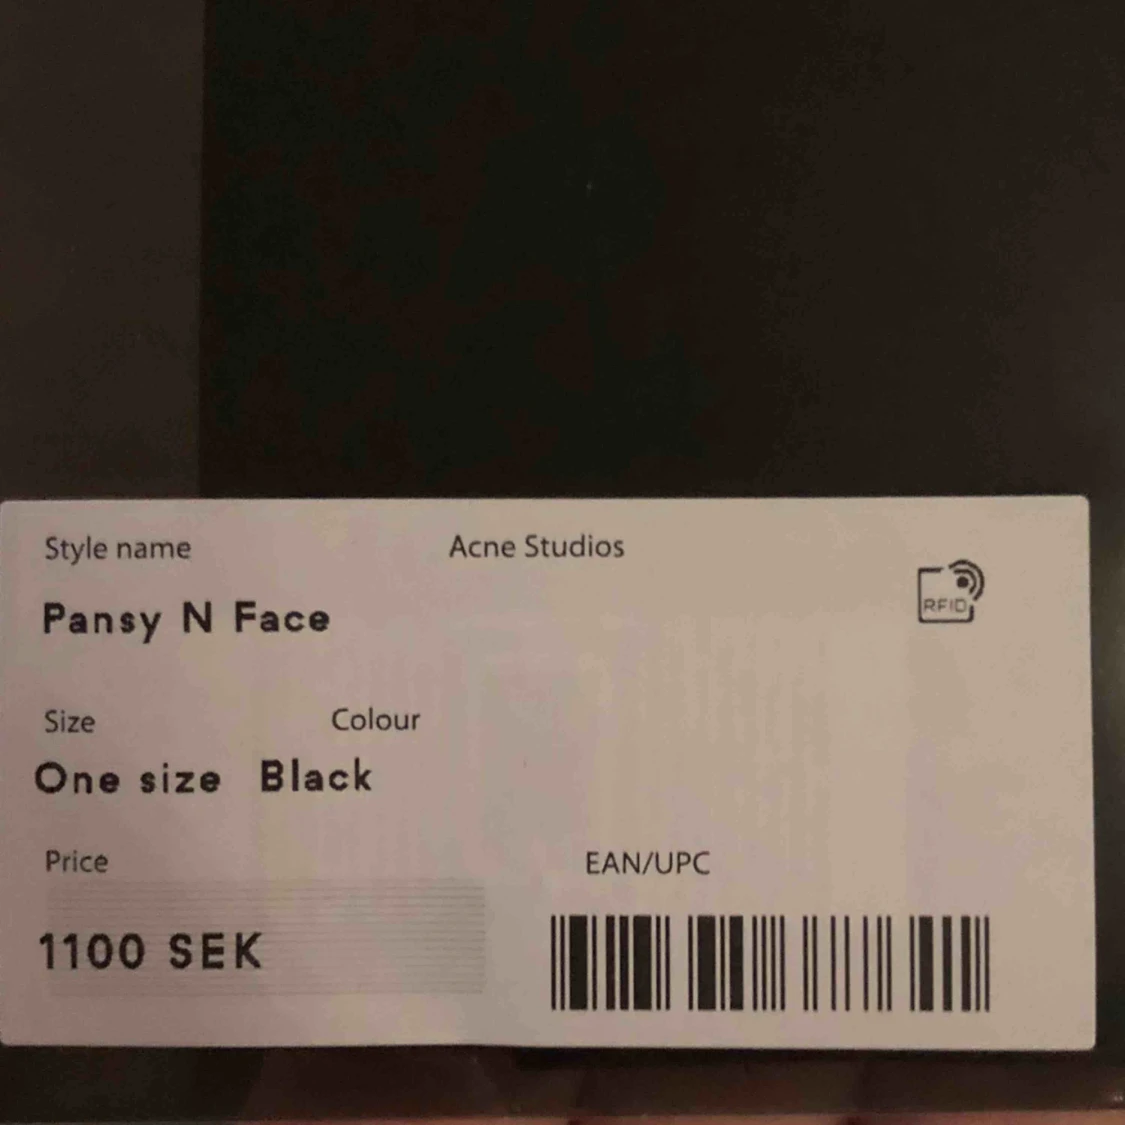 Style name Acne Studios
RFID
Pansy N Face
Size Colour
One size Black
Price EAN/UPC
1100 SEK